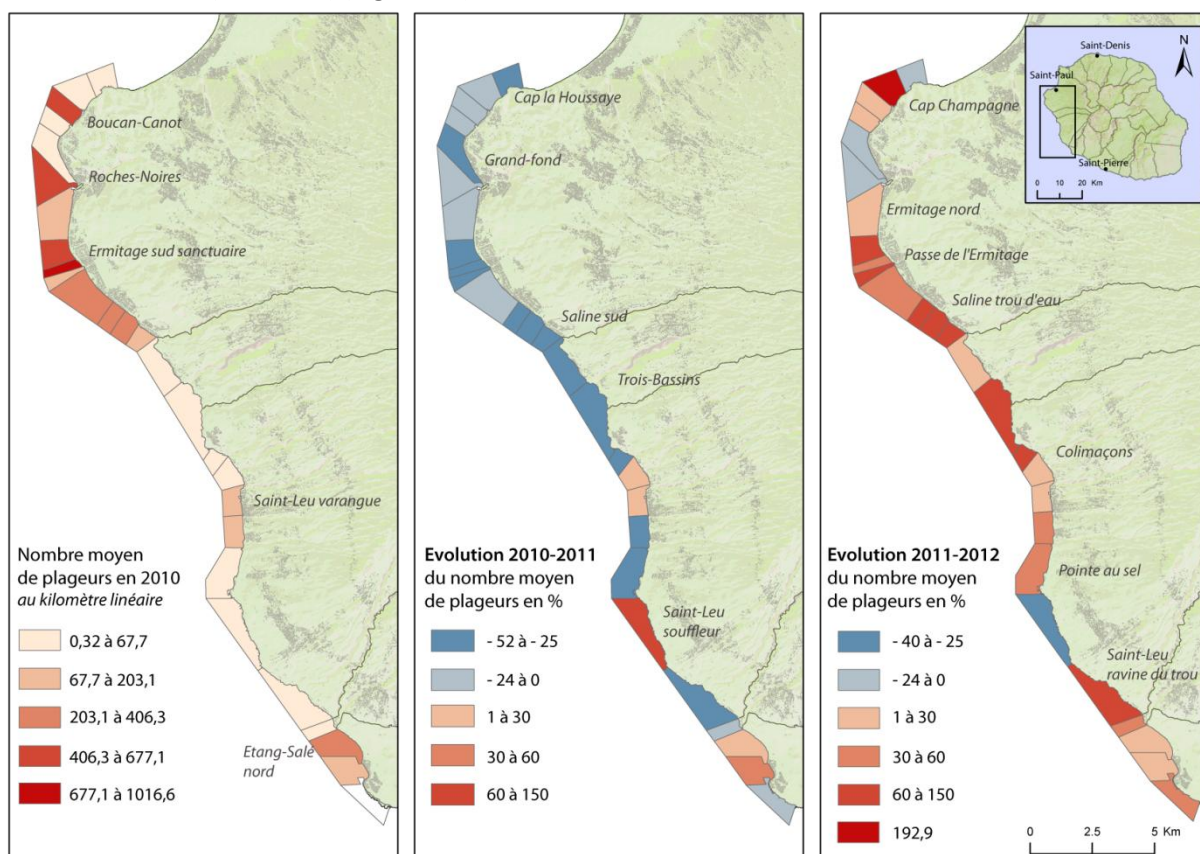 Boucan-Canot
Roches-Noires
Ermitage sud sanctuaire
Saint-Leu varangue
Etang-Salé
nord
Nombre moyen
de plageurs en 2010
au kilomètre linéaire
0,32 à 67,7
67,7 à 203,1
203,1 à 406,3
406,3 à 677,1
677,1 à 1016,6
Cap la Houssaye
Grand-fond
Saline sud
Trois-Bassins
Saint-Leu
souffleur
Evolution 2010-2011
du nombre moyen
de plageurs en %
- 52 à - 25
- 24 à 0
1 à 30
30 à 60
60 à 150
Saint-Denis
N
Saint-Paul
Saint-Pierre
0 10 20 Km
Cap Champagne
Ermitage nord
Passe de l'Ermitage
Saline trou d'eau
Colimaçons
Pointe au sel
Saint-Leu
ravine du trou
Evolution 2011-2012
du nombre moyen
de plageurs en %
- 40 à - 25
- 24 à 0
1 à 30
30 à 60
60 à 150
192,9
0 2.5 5 Km